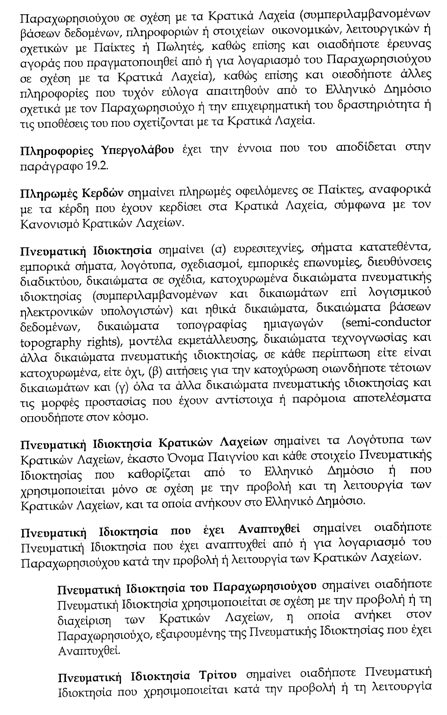 Παραχωρησιούχου σε σχέση με τα Κρατικά Λαχεία (συμπεριλαμβανομένων
βάσεων δεδομένων, πληροφοριών ή στοιχείων οικονομικών, λειτουργικών ή
σχετικών με Παίκτες ή Πωλητές, καθώς επίσης και οιασδήποτε έρευνας
αγοράς που πραγματοποιηθεί από ή για λογαριασμό του Παραχωρησιούχου
σε σχέση με τα Κρατικά Λαχεία), καθώς επίσης και οιεσδήποτε άλλες
πληροφορίες που τυχόν εύλογα απαιτηθούν από το Ελληνικό Δημόσιο
σχετικά με τον Παραχωρησιούχο ή την επιχειρηματική του δραστηριότητα ή
τις υποθέσεις του που σχετίζονται με τα Κρατικά Λαχεία.
Πληροφορίες Υπεργολάβου έχει την έννοια που του αποδίδεται στην
παράγραφο 19.2.
Πληρωμές Κερδών σημαίνει πληρωμές οφειλόμενες σε Παίκτες, αναφορικά
με τα κέρδη που έχουν κερδίσει στα Κρατικά Λαχεία, σύμφωνα με τον
Κανονισμό Κρατικών Λαχείων.
Πνευματική Ιδιοκτησία σημαίνει (α) ευρεσιτεχνίες, σήματα κατατεθέντα,
εμπορικά σήματα, λογότυπα, σχεδιασμοί, εμπορικές επωνυμίες, διευθύνσεις
διαδικτύου, δικαιώματα σε σχέδια, κατοχυρωμένα δικαιώματα πνευματικής
ιδιοκτησίας (συμπεριλαμβανομένων και δικαιωμάτων επί λογισμικού
ηλεκτρονικών υπολογιστών) και ηθικά δικαιώματα, δικαιώματα βάσεων
δεδομένων, δικαιώματα τοπογραφίας ημιαγωγών (semi-conductor
topography rights), μοντέλα εκμετάλλευσης, δικαιώματα τεχνογνωσίας και
άλλα δικαιώματα πνευματικής ιδιοκτησίας, σε κάθε περίπτωση είτε είναι
κατοχυρωμένα, είτε όχι, (β) αιτήσεις για την κατοχύρωση οιωνδήποτε τέτοιων
δικαιωμάτων και (γ) όλα τα άλλα δικαιώματα πνευματικής ιδιοκτησίας και
τις μορφές προστασίας που έχουν αντίστοιχα ή παρόμοια αποτελέσματα
οπουδήποτε στον κόσμο.
Πνευματική Ιδιοκτησία Κρατικών Λαχείων σημαίνει τα Λογότυπα των
Κρατικών Λαχείων, έκαστο Όνομα Παιγνίου και κάθε στοιχείο Πνευματικής
Ιδιοκτησίας που καθορίζεται από το Ελληνικό Δημόσιο ή που
χρησιμοποιείται μόνο σε σχέση με την προβολή και τη λειτουργία των
Κρατικών Λαχείων, και τα οποία ανήκουν στο Ελληνικό Δημόσιο.
Πνευματική Ιδιοκτησία που έχει Αναπτυχθεί σημαίνει οιαδήποτε
Πνευματική Ιδιοκτησία που έχει αναπτυχθεί από ή για λογαριασμό του
Παραχωρησιούχου κατά την προβολή ή λειτουργία των Κρατικών Λαχείων.
Πνευματική Ιδιοκτησία του Παραχωρησιούχου σημαίνει οιαδήποτε
Πνευματική Ιδιοκτησία χρησιμοποιείται σε σχέση με την προβολή ή τη
διαχείριση των Κρατικών Λαχείων, η οποία ανήκει στον
Παραχωρησιούχο, εξαιρουμένης της Πνευματικής Ιδιοκτησίας που έχει
Αναπτυχθεί.
Πνευματική Ιδιοκτησία Τρίτου σημαίνει οιαδήποτε Πνευματική
Ιδιοκτησία που χρησιμοποιείται κατά την προβολή ή τη λειτουργία